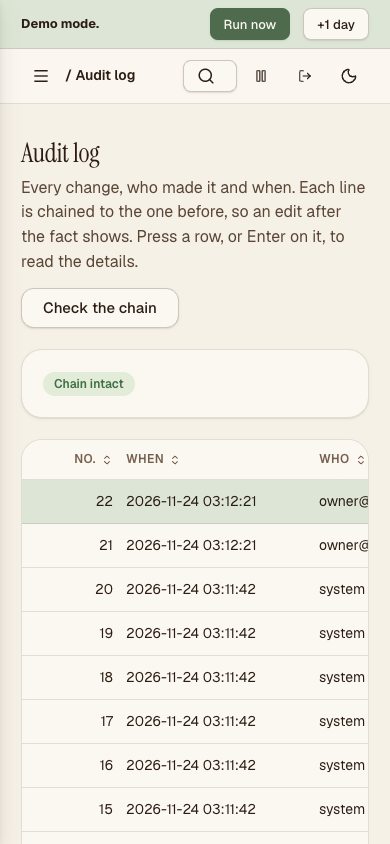 Demo mode.
Run now
+1 day
/ Audit log
Audit log
Every change, who made it and when. Each line
is chained to the one before, so an edit after
the fact shows. Press a row, or Enter on it, to
read the details.
Check the chain
Chain intact
NO. WHEN WHO
22 2026-11-24 03:12:21 owner@
21 2026-11-24 03:12:21 owner@
20 2026-11-24 03:11:42 system
19 2026-11-24 03:11:42 system
18 2026-11-24 03:11:42 system
17 2026-11-24 03:11:42 system
16 2026-11-24 03:11:42 system
15 2026-11-24 03:11:42 system